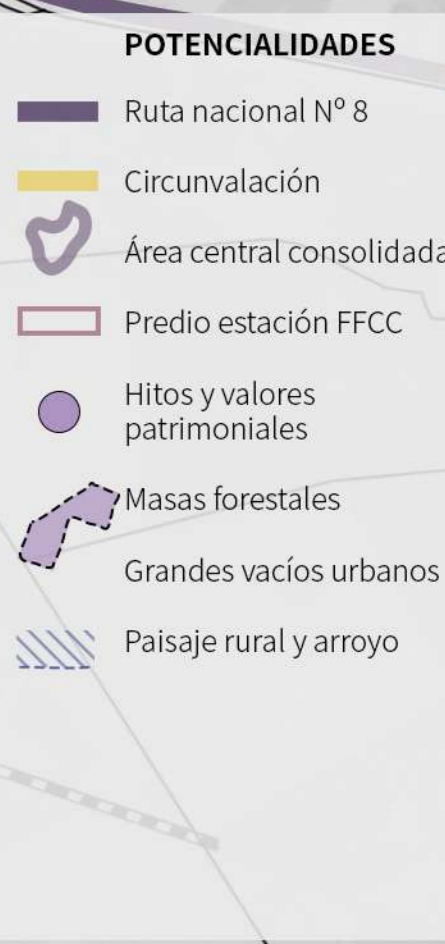 POTENCIALIDADES
Ruta nacional Nº 8
Circunvalación
Área central consolidada
Predio estación FFCC
Hitos y valores
patrimoniales
Masas forestales
Grandes vacíos urbanos
Paisaje rural y arroyo